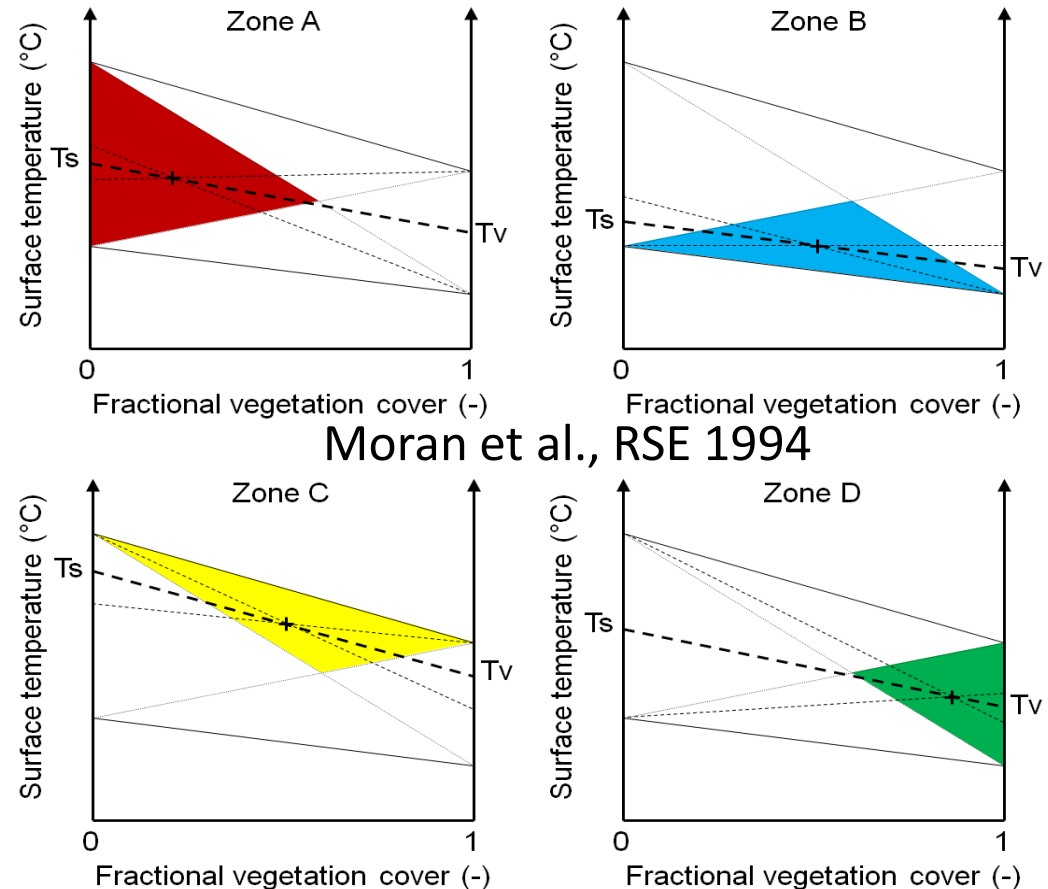 Zone A
Surface temperature (°C)
Ts
Tv
0
1
Fractional vegetation cover (-)
Zone B
Surface temperature (°C)
Ts
Tv
0
1
Fractional vegetation cover (-)
Moran et al., RSE 1994
Zone C
Surface temperature (°C)
Ts
Tv
0
1
Fractional vegetation cover (-)
Zone D
Surface temperature (°C)
Ts
Tv
0
1
Fractional vegetation cover (-)